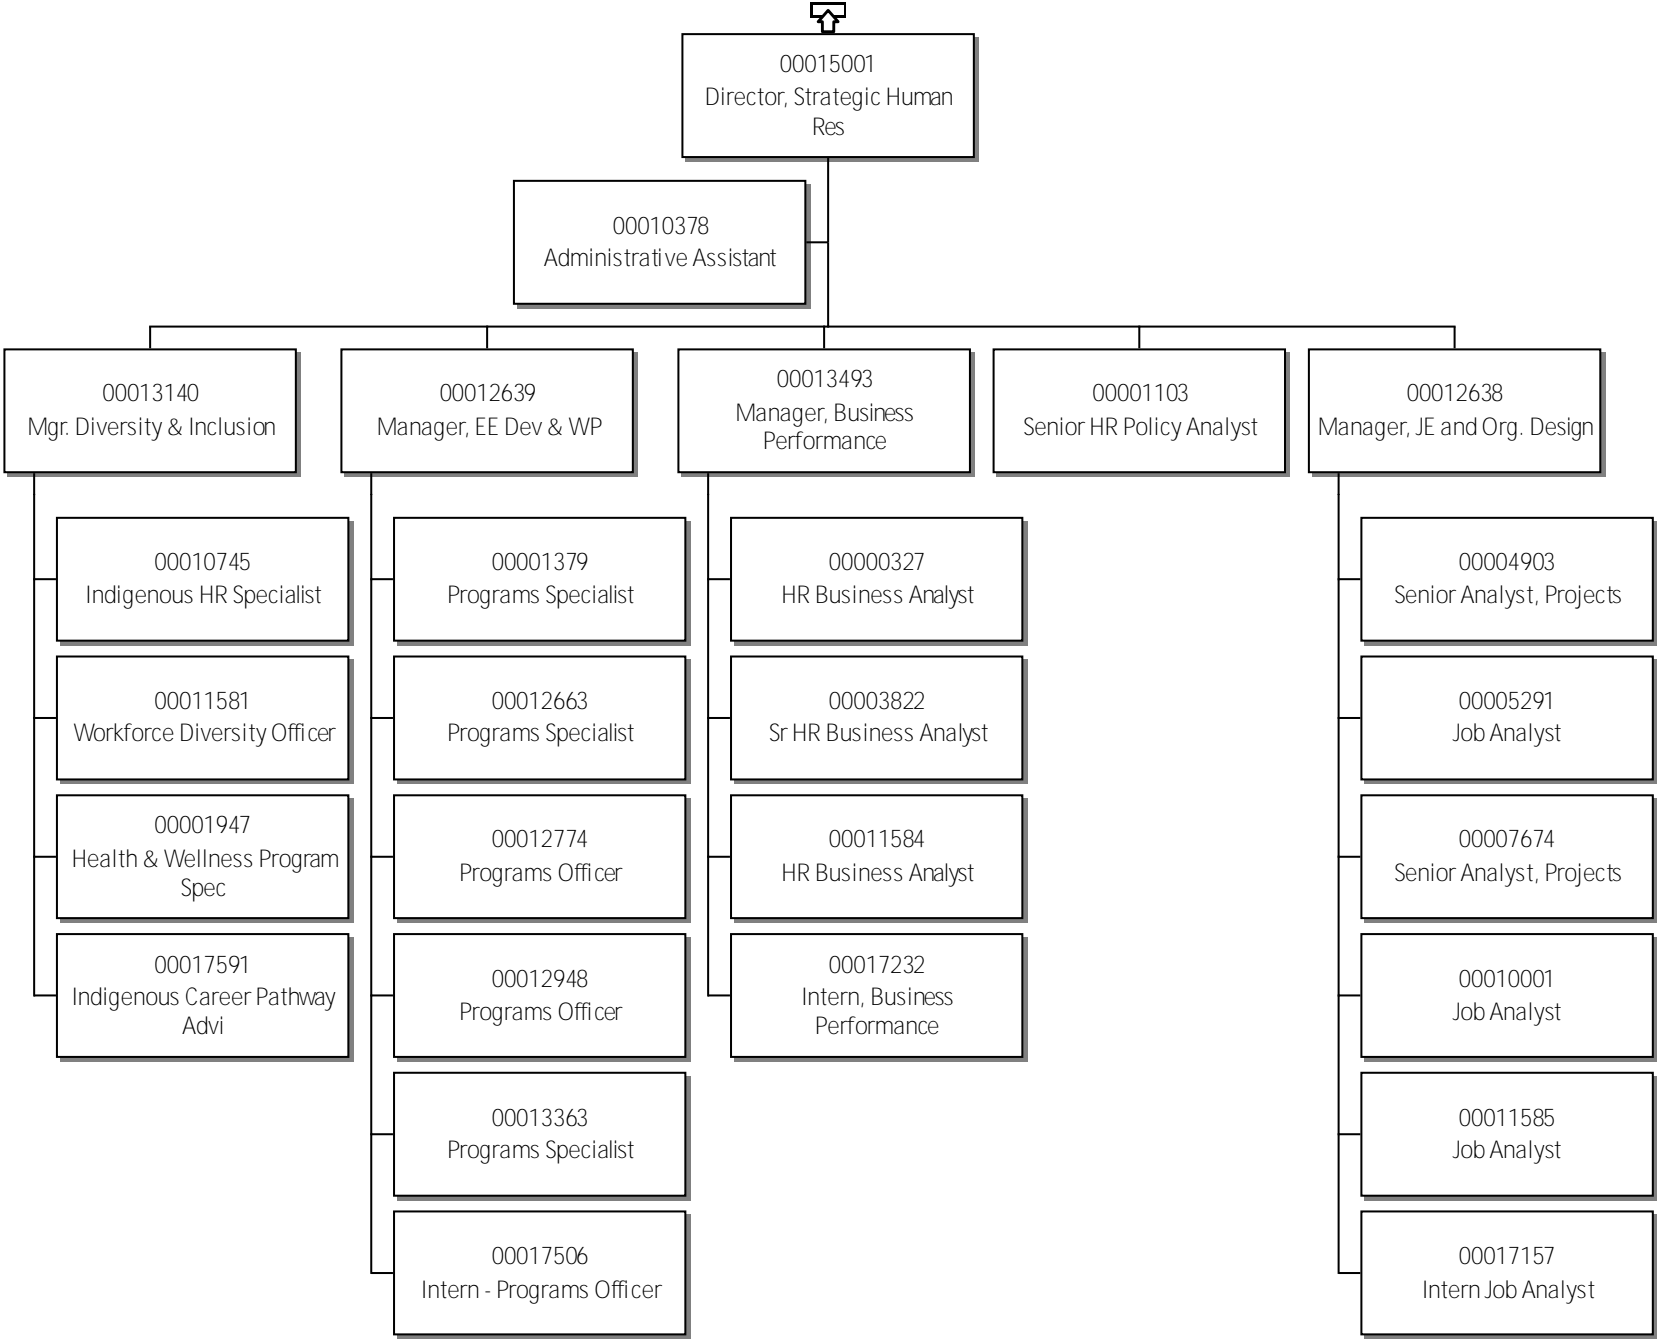 00015001
Director, Strategic Human
Res
00010378
Administrative Assistant
00013140
Mgr. Diversity & Inclusion
00012639
Manager, EE Dev & WP
00013493
Manager, Business
Performance
00001103
Senior HR Policy Analyst
00012638
Manager, JE and Org. Design
00010745
Indigenous HR Specialist
00011581
Workforce Diversity Officer
00001947
Health & Wellness Program
Spec
00017591
Indigenous Career Pathway
Advi
00001379
Programs Specialist
00012663
Programs Specialist
00012774
Programs Officer
00012948
Programs Officer
00013363
Programs Specialist
00017506
Intern - Programs Officer
00000327
HR Business Analyst
00003822
Sr HR Business Analyst
00011584
HR Business Analyst
00017232
Intern, Business
Performance
00004903
Senior Analyst, Projects
00005291
Job Analyst
00007674
Senior Analyst, Projects
00010001
Job Analyst
00011585
Job Analyst
00017157
Intern Job Analyst